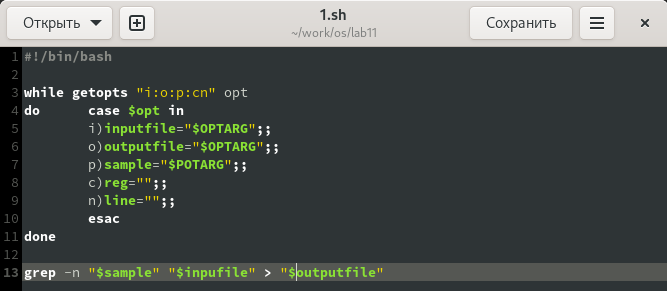 Открыть
1.sh
~/work/os/lab11
Сохранить
1 #!/bin/bash
2
3 while getopts "i:o:p:cn" opt
4 do      case $opt in
5         i)inputfile="$OPTARG";;
6         o)outputfile="$OPTARG";;
7         p)sample="$POTARG";;
8         c)reg="";;
9         n)line="";;
10         esac
11 done
12
13 grep -n "$sample" "$inpufile" > "$outputfile"